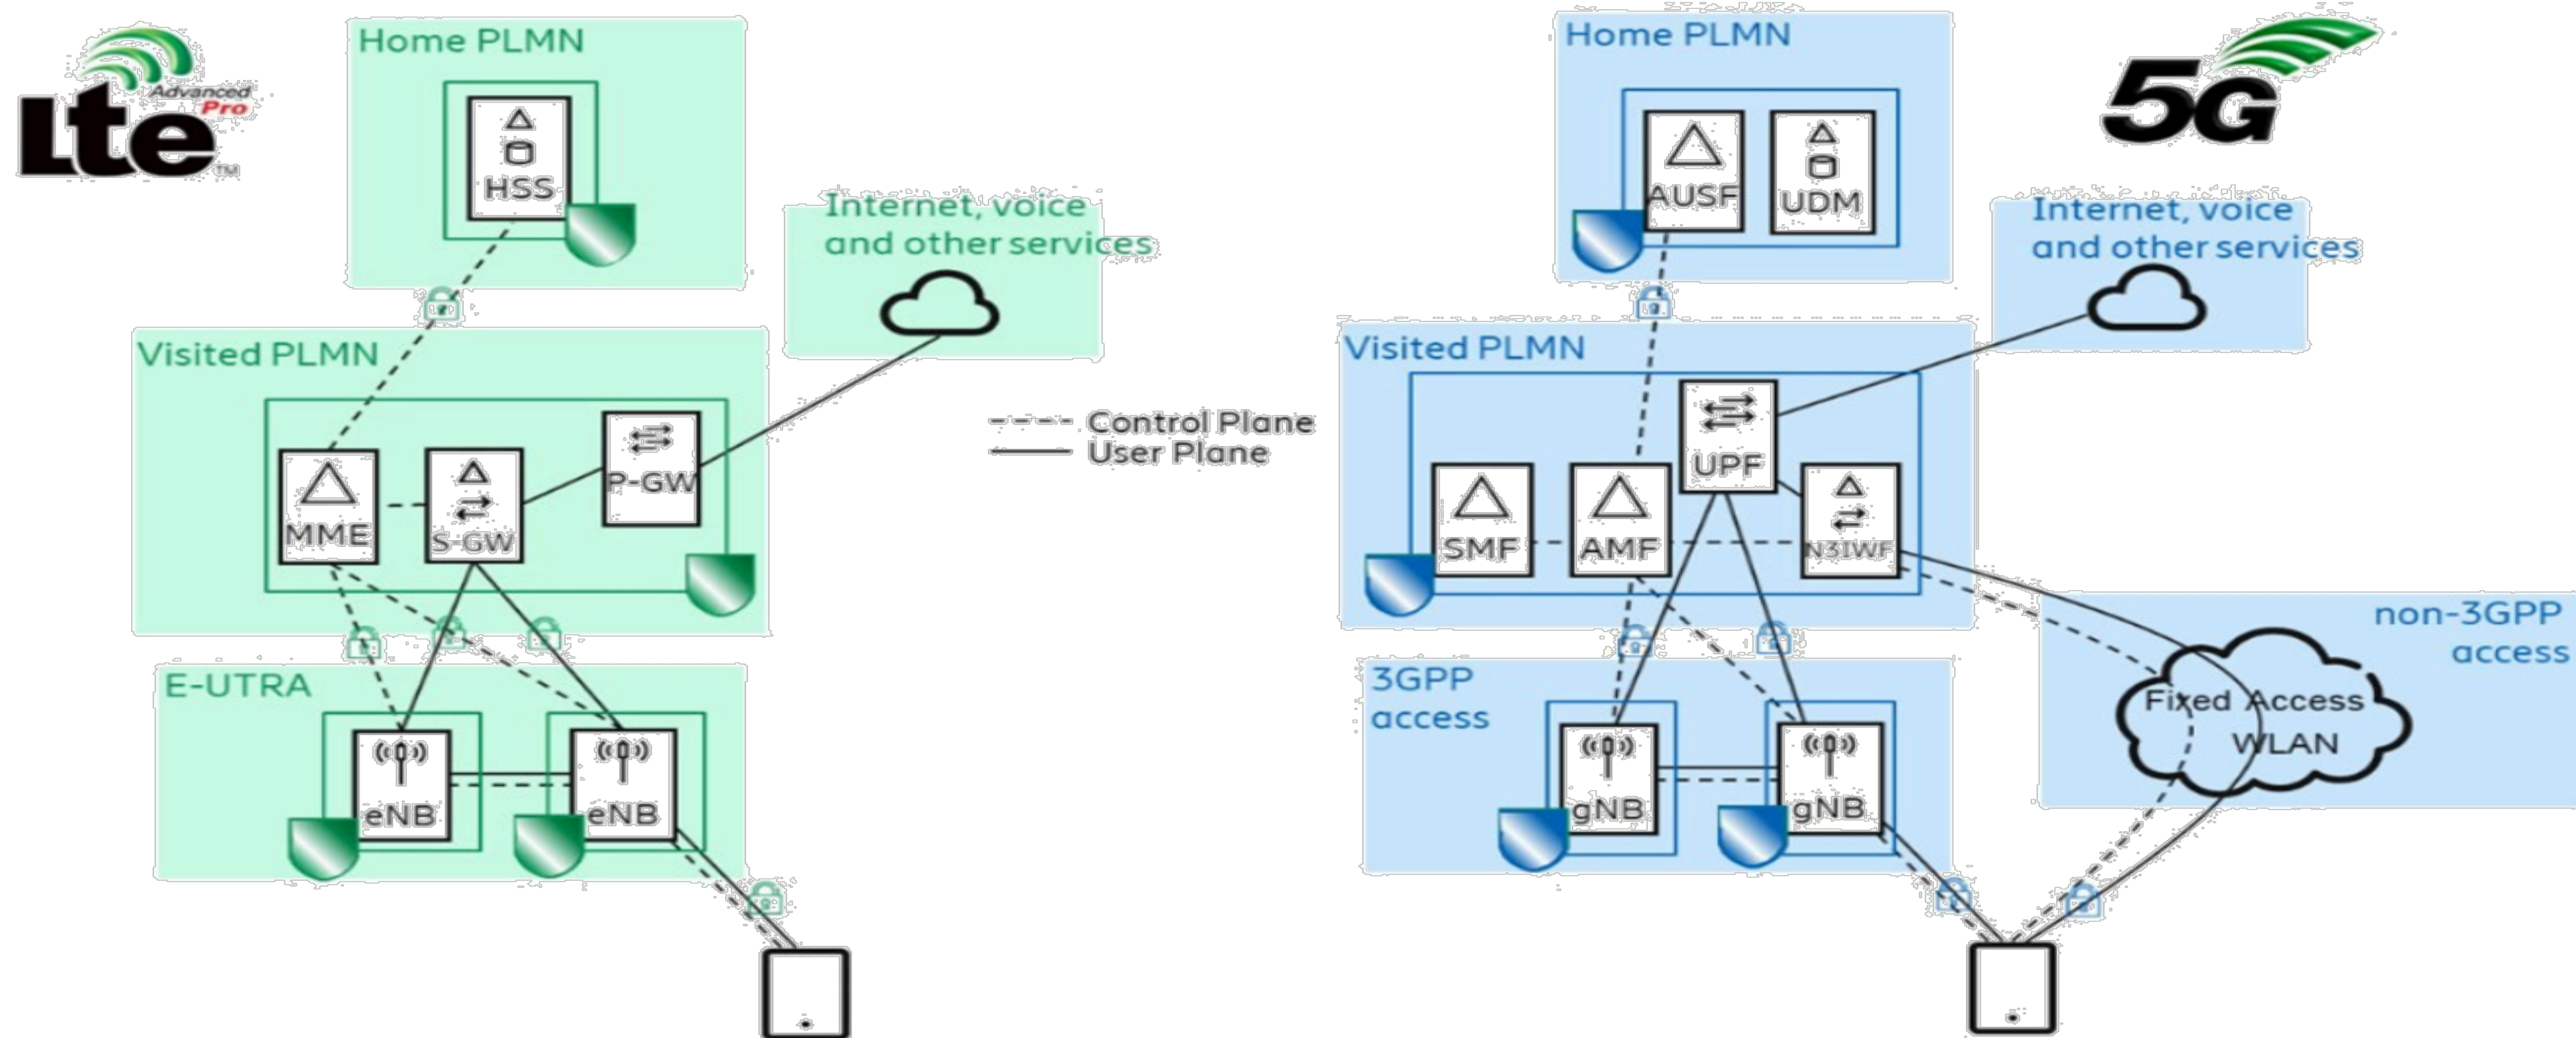 Lte
Advanced
Pro
TM
Home PLMN
HSS
Internet, voice
and other services
Visited PLMN
MME
S-GW
P-GW
E-UTRA
eNB
eNB
Control Plane
User Plane
5G
Home PLMN
AUSF
UDM
Internet, voice
and other services
Visited PLMN
UPF
SMF
AMF
N3IWF
3GPP
access
gNB
gNB
non-3GPP
access
Fixed Access
WLAN